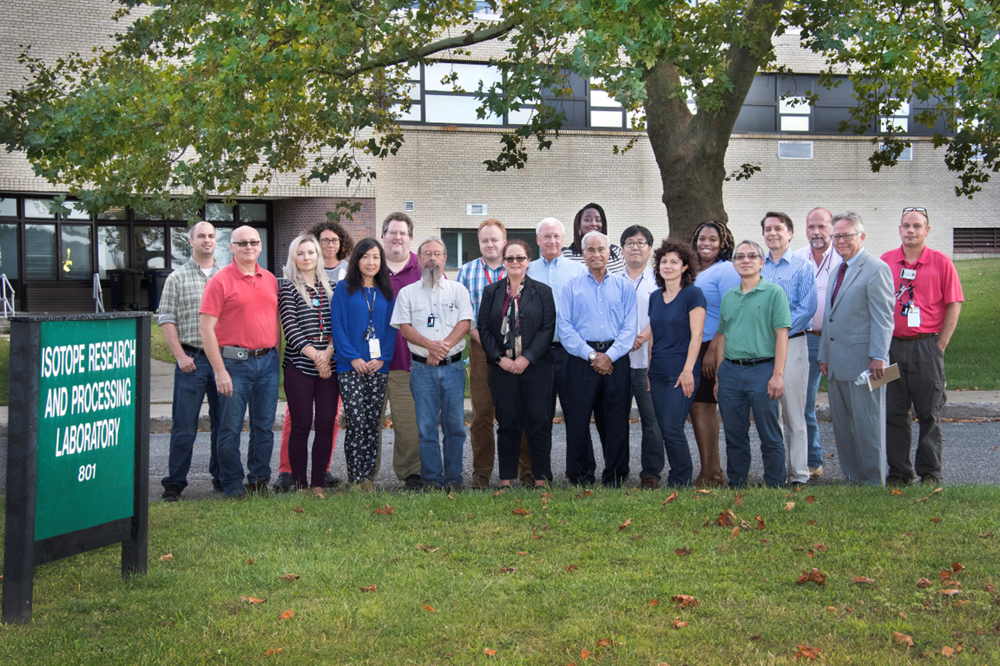 ISOTOPE RESEARCH
AND PROCESSING
LABORATORY
801